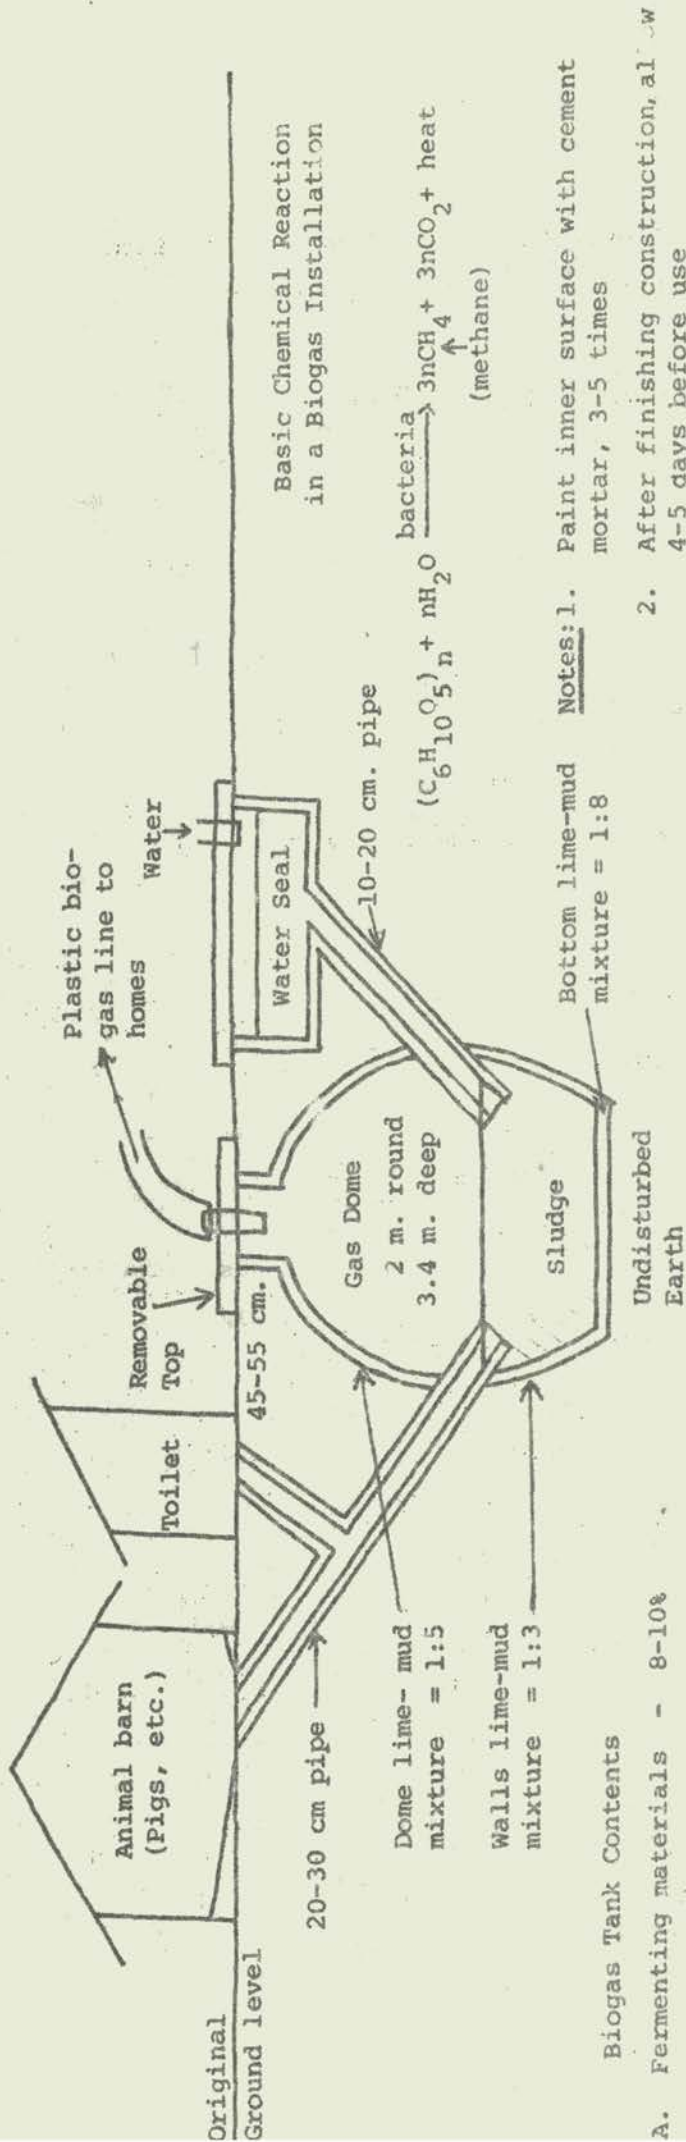 Plastic bio-
gas line to
homes
Water
Removable
Top
Toilet
Animal barn
(Pigs, etc.)
Original
Ground level
45-55 cm.
Water Seal
Basic Chemical Reaction
in a Biogas Installation
20-30 cm pipe
Gas Dome
2 m. round
3.4 m. deep
10-20 cm. pipe
(C6H10O5)n + nH2O bacteria 3nCH4 + 3nCO2 + heat
(methane)
Dome lime- mud
mixture = 1:5
Walls lime-mud
mixture = 1:3
Sludge
Bottom lime-mud
mixture = 1:8
Undisturbed
Earth
Notes: 1. Paint inner surface with cement
mortar, 3-5 times
2. After finishing construction,
4-5 days before use
Biogas Tank Contents
A. Fermenting materials - 8-10%